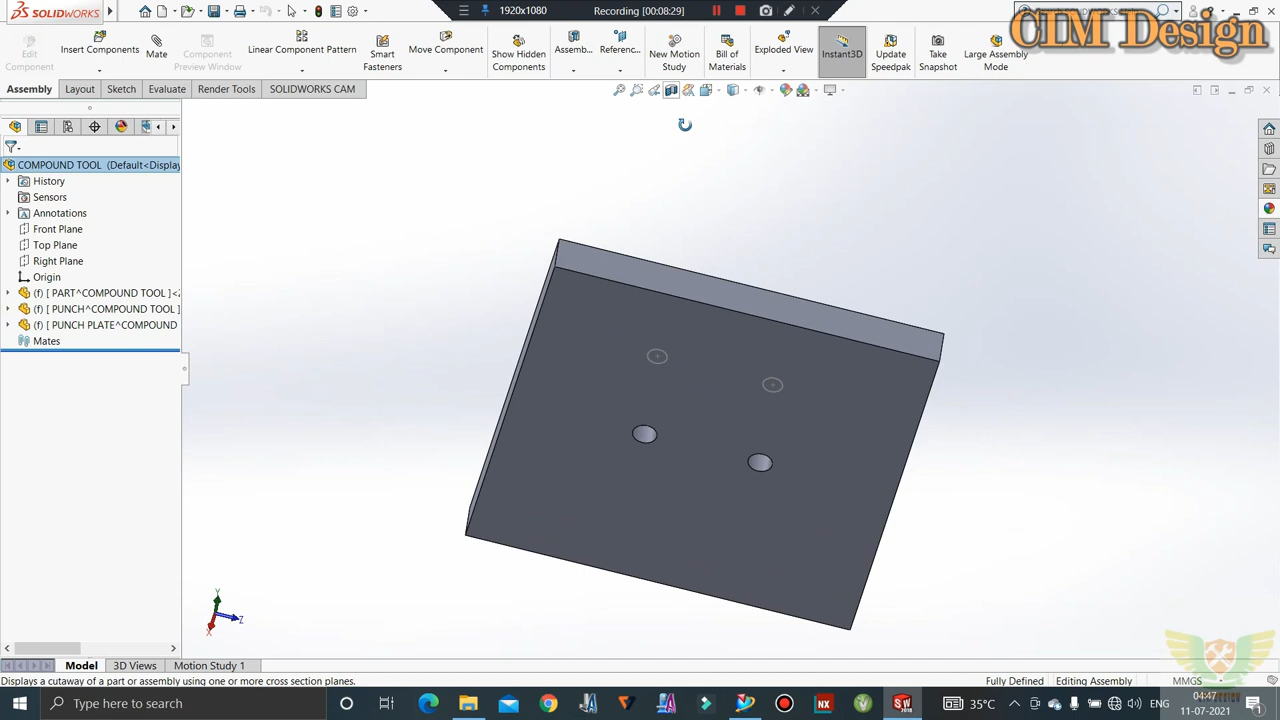 SOLIDWORKS
1920x1080
Recording [00:08:29]
CIM Design
Edit Component
Insert Components
Mate
Component Preview Window
Linear Component Pattern
Smart Fasteners
Move Component
Show Hidden Components
Assemb...
Referenc...
New Motion Study
Bill of Materials
Exploded View
Instant3D
Update Speedpak
Take Snapshot
Large Assembly Mode
Assembly
Layout
Sketch
Evaluate
Render Tools
SOLIDWORKS CAM
COMPOUND TOOL (Default<Display
History
Sensors
Annotations
Front Plane
Top Plane
Right Plane
Origin
(f) [ PART^COMPOUND TOOL ]<
(f) [ PUNCH^COMPOUND TOOL ]
(f) [ PUNCH PLATE^COMPOUND
Mates
Y
Z
X
Model
3D Views
Motion Study 1
Displays a cutaway of a part or assembly using one or more cross section planes.
Fully Defined
Editing Assembly
MMGS
Type here to search
35°C
ENG
04:47
11-07-2021